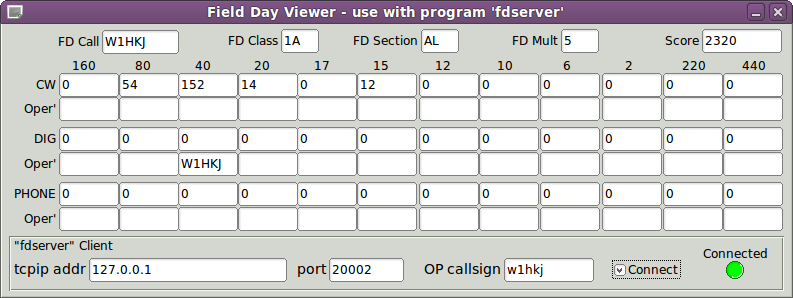 Field Day Viewer - use with program 'fdserver'
FD Call W1HKJ FD Class 1A FD Section AL FD Mult 5 Score 2320
160 80 40 20 17 15 12 10 6 2 220 440
CW 0 54 152 14 0 12 0 0 0 0 0 0
Oper'
DIG 0 0 0 0 0 0 0 0 0 0 0 0
Oper' W1HKJ
PHONE 0 0 0 0 0 0 0 0 0 0 0 0
Oper'
"fdserver" Client
Connected
tcpip addr 127.0.0.1 port 20002 OP callsign w1hkj Connect